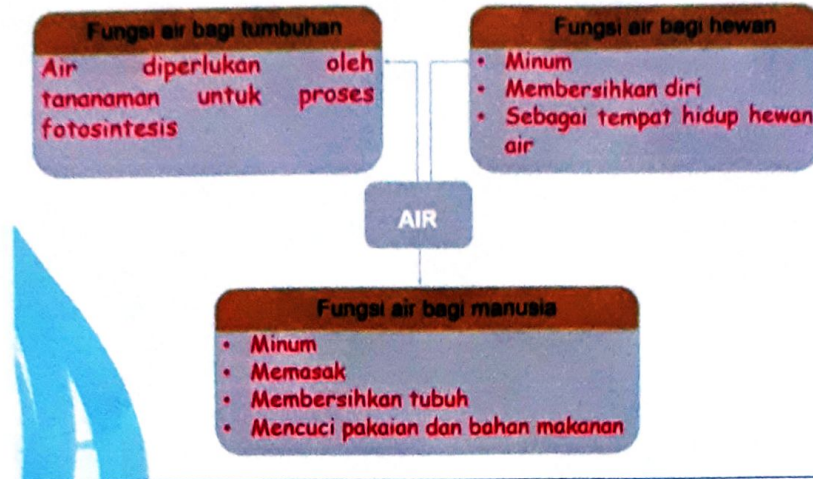 Fungsi air bagi tumbuhan
Air diperlukan oleh
tananaman untuk proses
fotosintesis
Fungsi air bagi hewan
• Minum
• Membersihkan diri
• Sebagai tempat hidup hewan
air
AIR
Fungsi air bagi manusia
• Minum
• Memasak
• Membersihkan tubuh
• Mencuci pakaian dan bahan makanan